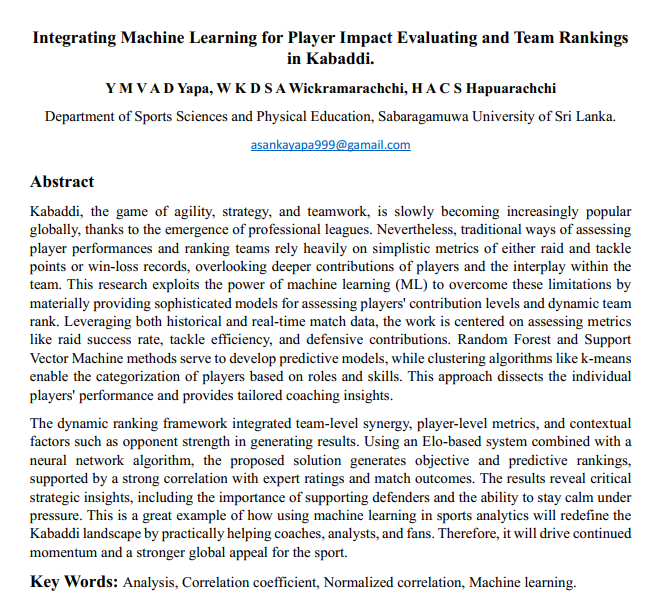 Integrating Machine Learning for Player Impact Evaluating and Team Rankings
in Kabaddi.
Y M V A D Yapa, W K D S A Wickramarachchi, H A C S Hapuarachchi
Department of Sports Sciences and Physical Education, Sabaragamuwa University of Sri Lanka.
asankayapa999@gamail.com
Abstract
Kabaddi, the game of agility, strategy, and teamwork, is slowly becoming increasingly popular
globally, thanks to the emergence of professional leagues. Nevertheless, traditional ways of assessing
player performances and ranking teams rely heavily on simplistic metrics of either raid and tackle
points or win-loss records, overlooking deeper contributions of players and the interplay within the
team. This research exploits the power of machine learning (ML) to overcome these limitations by
materially providing sophisticated models for assessing players' contribution levels and dynamic team
rank. Leveraging both historical and real-time match data, the work is centered on assessing metrics
like raid success rate, tackle efficiency, and defensive contributions. Random Forest and Support
Vector Machine methods serve to develop predictive models, while clustering algorithms like k-means
enable the categorization of players based on roles and skills. This approach dissects the individual
players' performance and provides tailored coaching insights.
The dynamic ranking framework integrated team-level synergy, player-level metrics, and contextual
factors such as opponent strength in generating results. Using an Elo-based system combined with a
neural network algorithm, the proposed solution generates objective and predictive rankings,
supported by a strong correlation with expert ratings and match outcomes. The results reveal critical
strategic insights, including the importance of supporting defenders and the ability to stay calm under
pressure. This is a great example of how using machine learning in sports analytics will redefine the
Kabaddi landscape by practically helping coaches, analysts, and fans. Therefore, it will drive continued
momentum and a stronger global appeal for the sport.
Key Words: Analysis, Correlation coefficient, Normalized correlation, Machine learning.